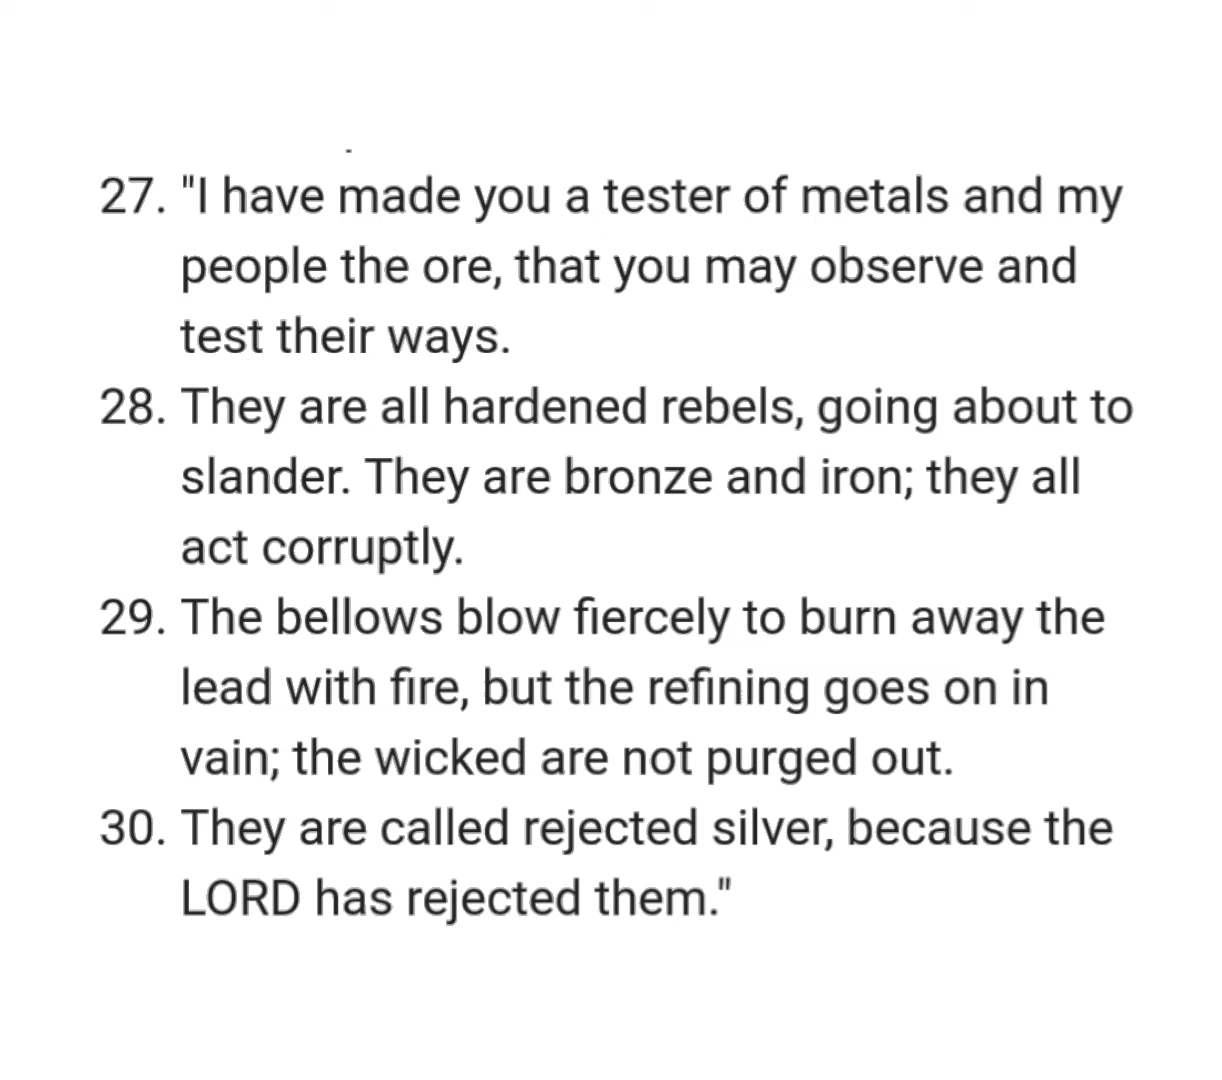 27. "I have made you a tester of metals and my
people the ore, that you may observe and
test their ways.
28. They are all hardened rebels, going about to
slander. They are bronze and iron; they all
act corruptly.
29. The bellows blow fiercely to burn away the
lead with fire, but the refining goes on in
vain; the wicked are not purged out.
30. They are called rejected silver, because the
LORD has rejected them."